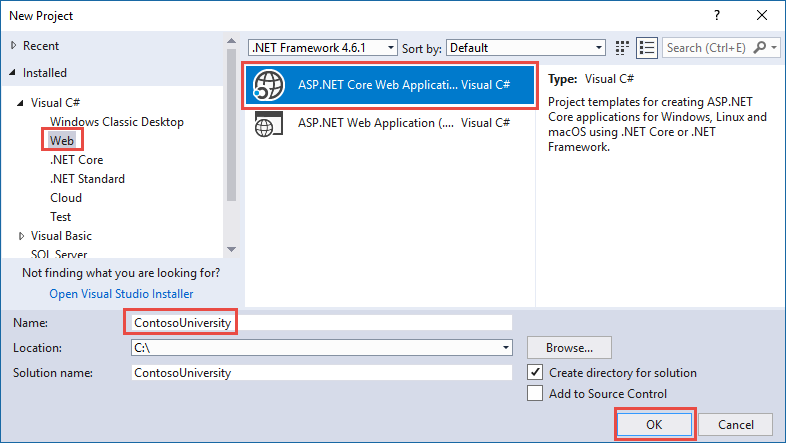 New Project
?
Recent
Installed
Visual C#
Windows Classic Desktop
Web
.NET Core
.NET Standard
Cloud
Test
Visual Basic
SQL Server
Not finding what you are looking for?
Open Visual Studio Installer
.NET Framework 4.6.1
Sort by: Default
Search (Ctrl+E)
ASP.NET Core Web Applicati... Visual C#
ASP.NET Web Application (.... Visual C#
Type: Visual C#
Project templates for creating ASP.NET
Core applications for Windows, Linux and
macOS using .NET Core or .NET
Framework.
Name: ContosoUniversity
Location: C:\
Browse...
Solution name: ContosoUniversity
Create directory for solution
Add to Source Control
OK
Cancel